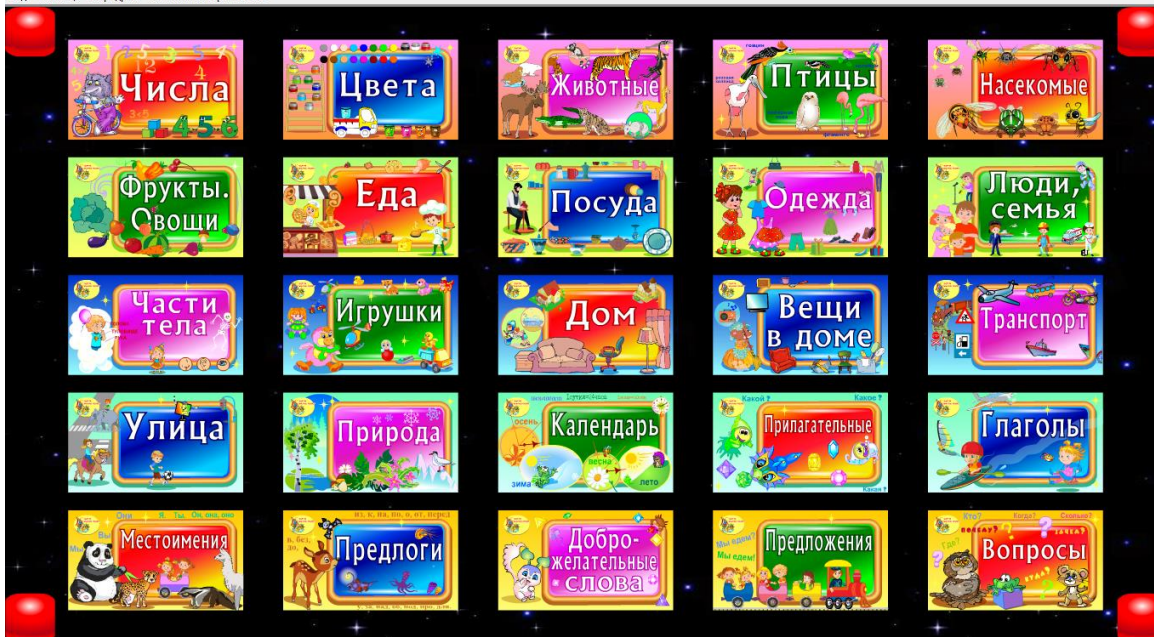 Числа
Цвета
Животные
Птицы
Насекомые
Фрукты.
Овощи
Еда
Посуда
Одежда
Люди,
семья
Части
тела
Игрушки
Дом
Вещи
в доме
Транспорт
Улица
Природа
осень
Календарь
весна
зима
лето
Какой ?
Какое ?
Прилагательные
Какая ?
Глаголы
Они
Я, Ты, Он, она, оно
Вы
Мы
Местоимения
из, к, на, по, о, от, перед
в, без,
до,
Предлоги
Добро-
желательные
слова
Мы едем?
Мы едем!
Предложения
Кто?
Когда?
Сколько?
Где?
ЗАЧЕМ?
Вопросы
КУДА?